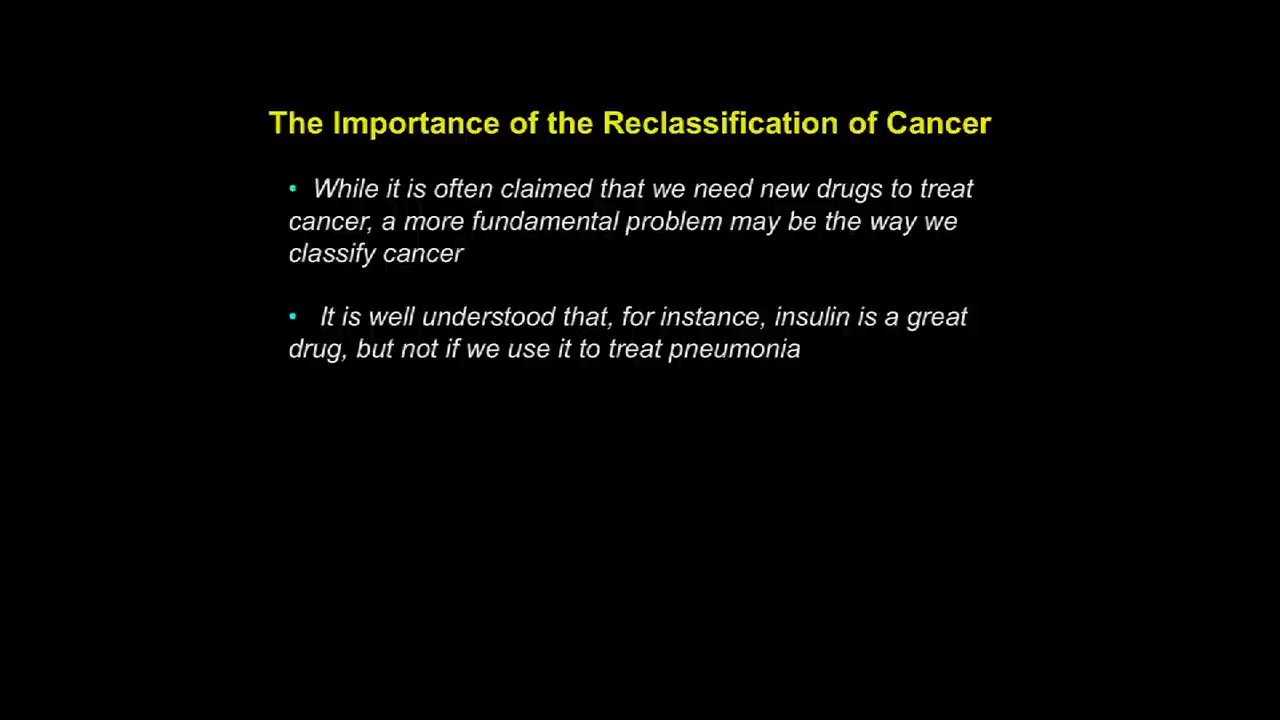 The Importance of the Reclassification of Cancer
• While it is often claimed that we need new drugs to treat
cancer, a more fundamental problem may be the way we
classify cancer
• It is well understood that, for instance, insulin is a great
drug, but not if we use it to treat pneumonia